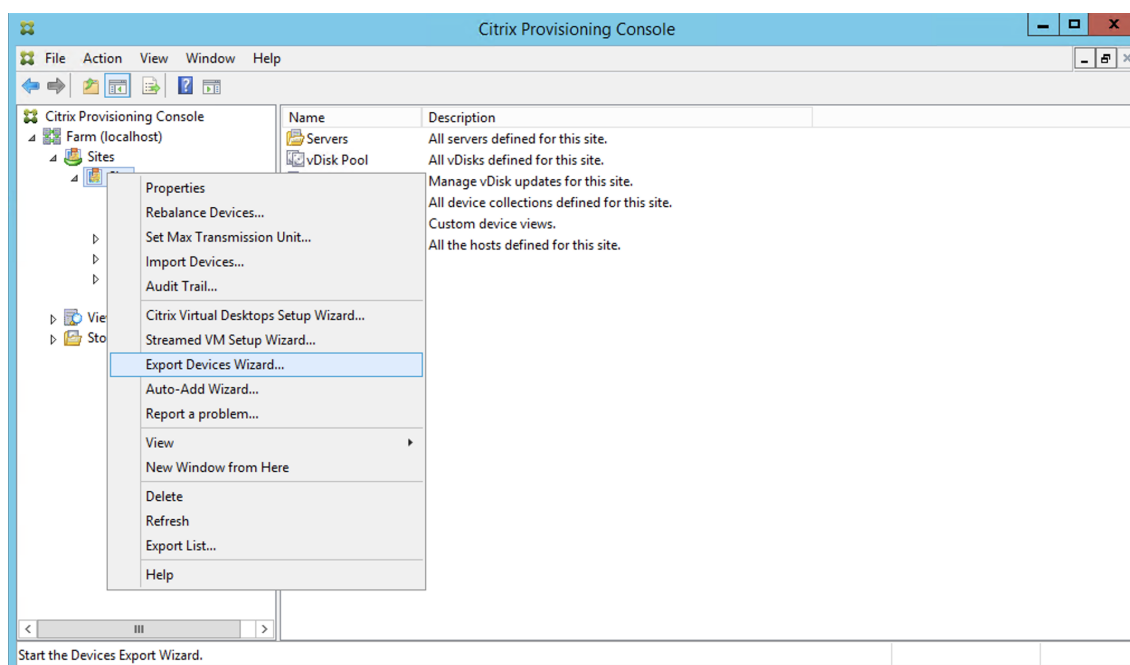 Citrix Provisioning Console
File Action View Window Help
Citrix Provisioning Console
Farm (localhost)
Sites
Vie
Sto
Name Description
Servers All servers defined for this site.
vDisk Pool All vDisks defined for this site.
Manage vDisk updates for this site.
All device collections defined for this site.
Custom device views.
All the hosts defined for this site.
Properties
Rebalance Devices...
Set Max Transmission Unit...
Import Devices...
Audit Trail...
Citrix Virtual Desktops Setup Wizard...
Streamed VM Setup Wizard...
Export Devices Wizard...
Auto-Add Wizard...
Report a problem...
View
New Window from Here
Delete
Refresh
Export List...
Help
Start the Devices Export Wizard.